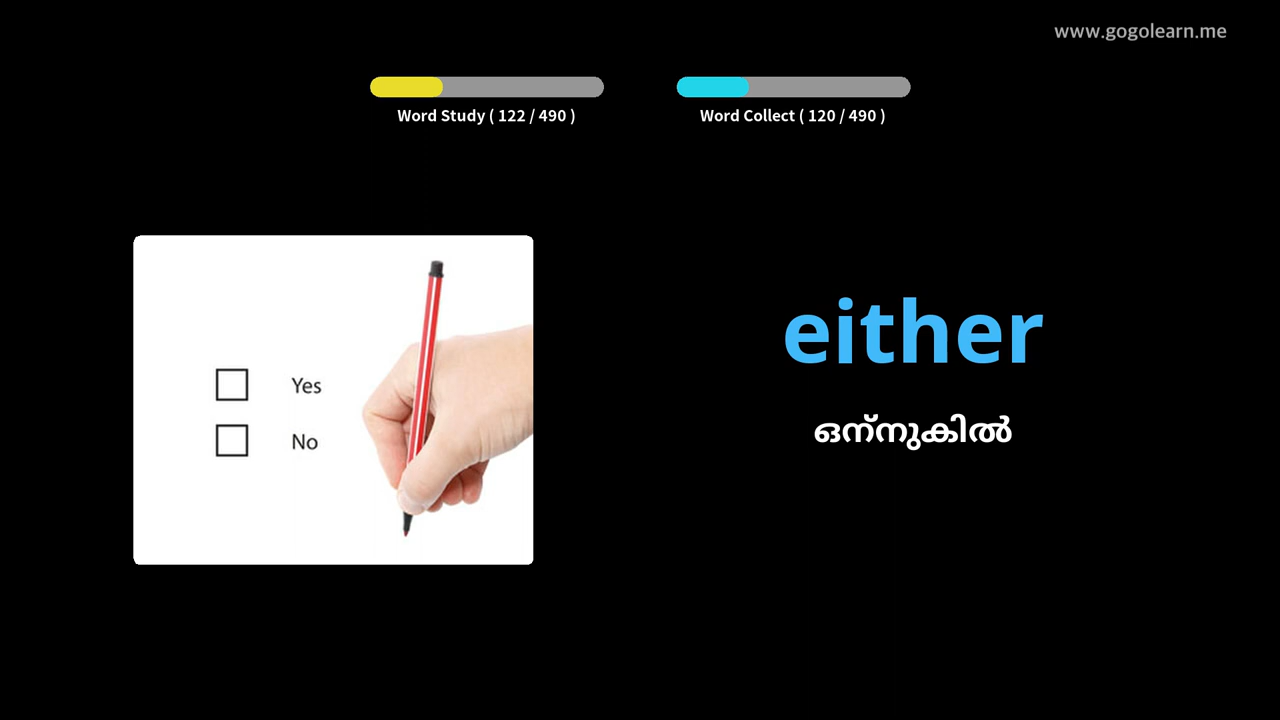 www.gogolearn.me
Word Study ( 122 / 490 )
Word Collect ( 120 / 490 )
Yes
No
either
ഒന്നുകിൽ